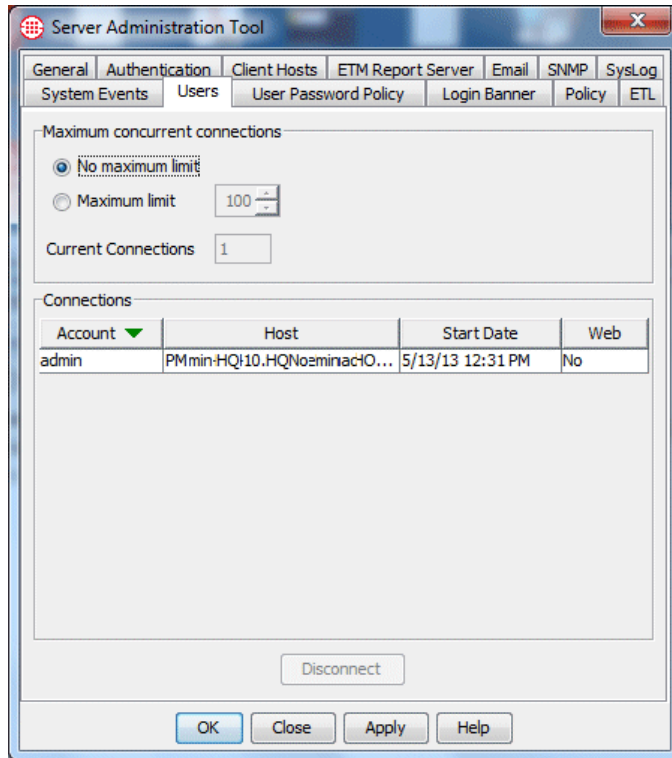 Server Administration Tool
General Authentication Client Hosts ETM Report Server Email SNMP SysLog
System Events Users User Password Policy Login Banner Policy ETL
Maximum concurrent connections
No maximum limit
Maximum limit 100
Current Connections 1
Connections
Account Host Start Date Web
admin 5/13/13 12:31 PM No
Disconnect
OK Close Apply Help